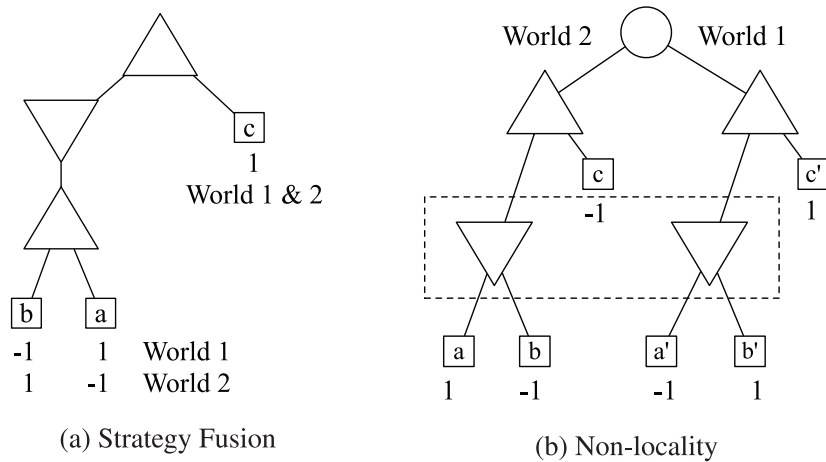 World 2
World 1
c
1
World 1 & 2
c
-1
c'
1
b
a
-1 1 World 1
1 -1 World 2
a
b
a'
b'
1
-1
-1
1
(a) Strategy Fusion
(b) Non-locality